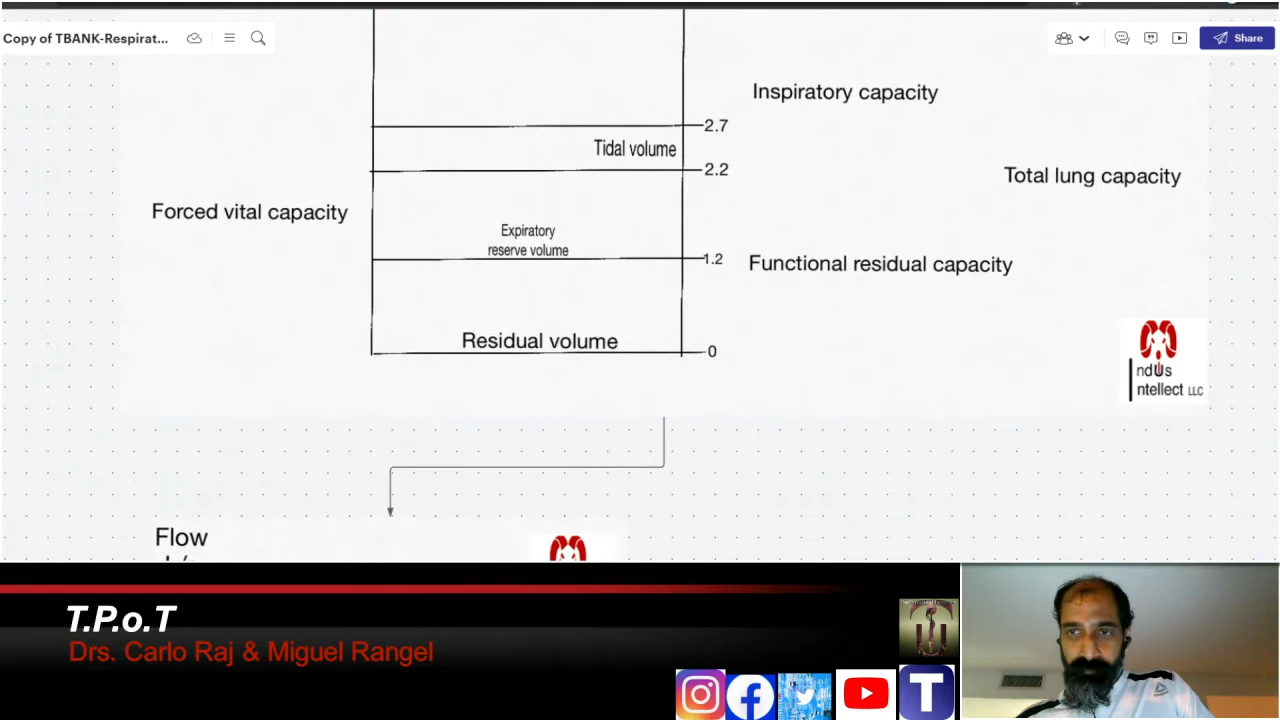 Copy of TBANK-Respirat...
Share
Inspiratory capacity
2.7
Tidal volume
2.2
Total lung capacity
Forced vital capacity
Expiratory
reserve volume
1.2
Functional residual capacity
Residual volume
0
ndUs
ntellect LLC
Flow
T.P.o.T
Drs. Carlo Raj & Miguel Rangel